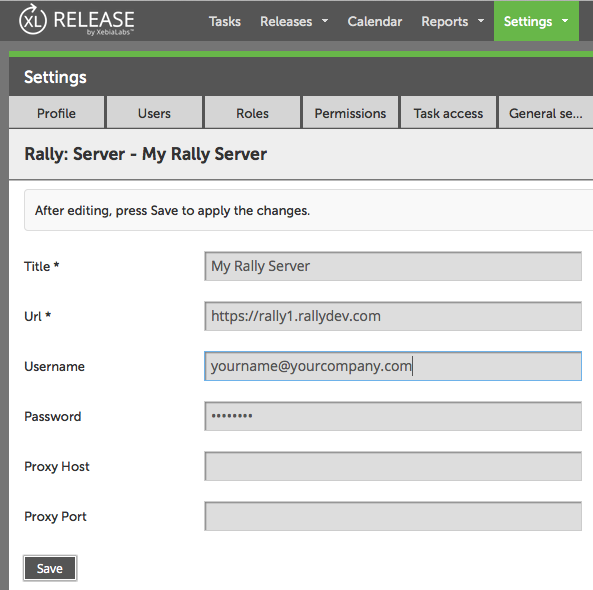 XL RELEASE Tasks Releases Calendar Reports Settings
by XebiaLabs™
Settings
Profile Users Roles Permissions Task access General se...
Rally: Server - My Rally Server
After editing, press Save to apply the changes.
Title * My Rally Server
Url * https://rally1.rallydev.com
Username yourname@yourcompany.com
Password ••••••••
Proxy Host
Proxy Port
Save